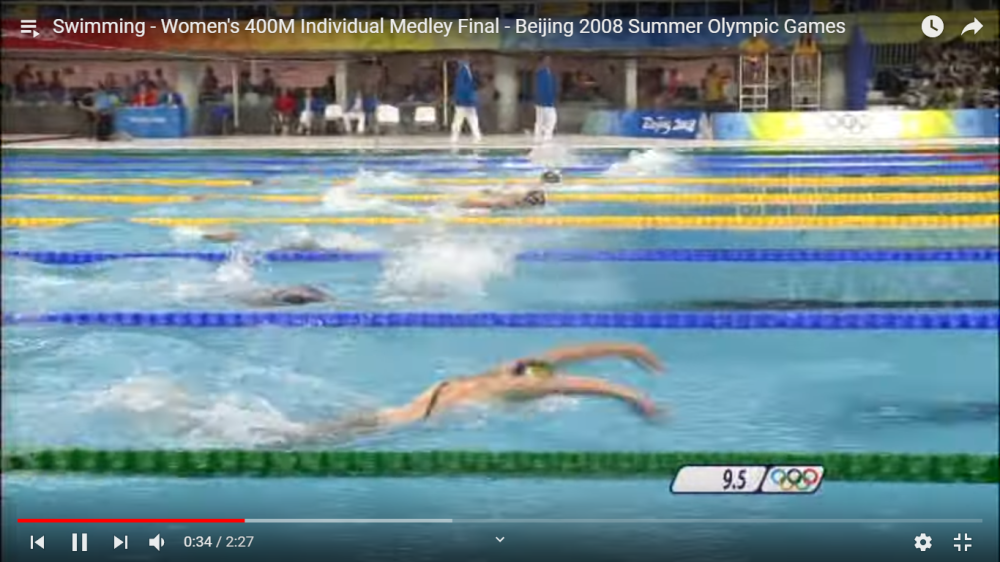 Swimming - Women's 400M Individual Medley Final - Beijing 2008 Summer Olympic Games
Beijing 2008
9.5
0:34 / 2:27